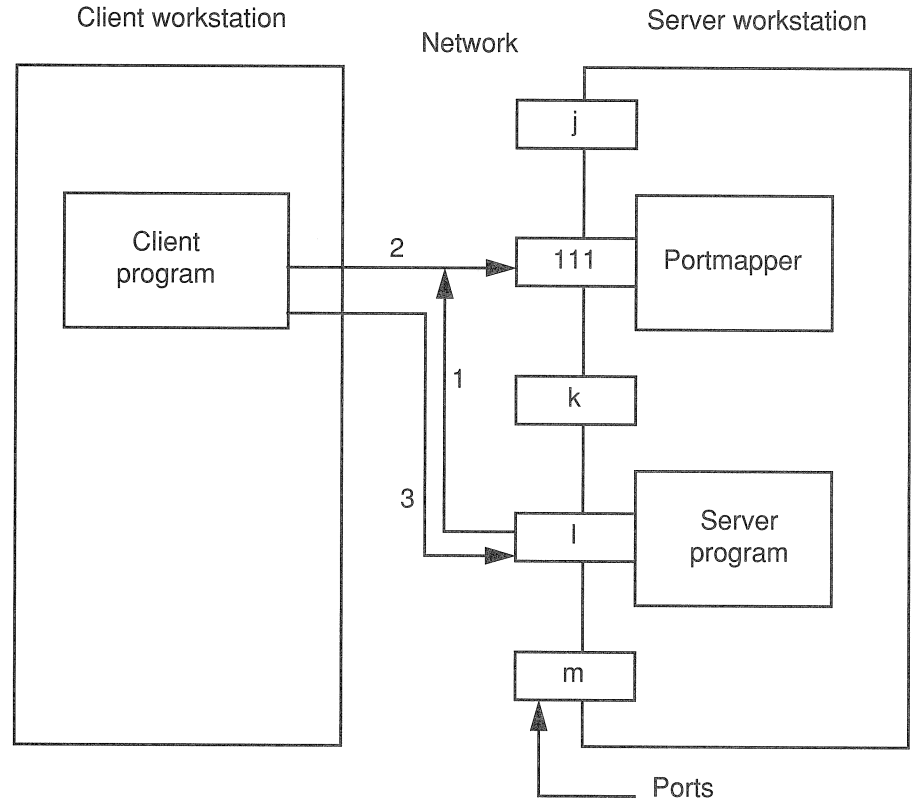 Client workstation
Network
Server workstation
j
Client
program
2
111
Portmapper
1
k
3
l
Server
program
m
Ports